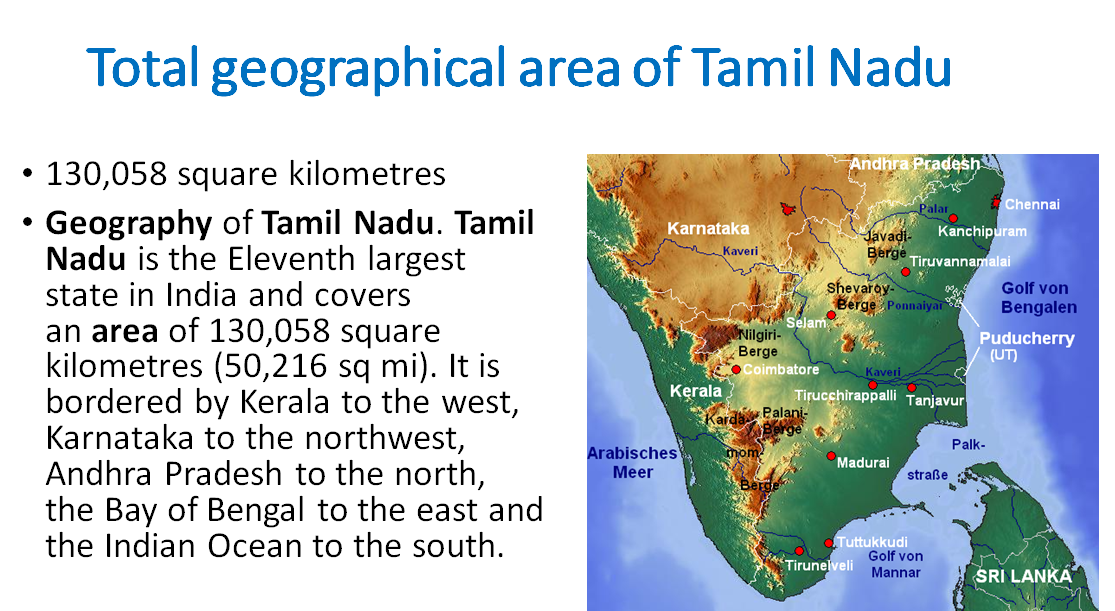 Total geographical area of Tamil Nadu
• 130,058 square kilometres
• Geography of Tamil Nadu. Tamil
Nadu is the Eleventh largest
state in India and covers
an area of 130,058 square
kilometres (50,216 sq mi). It is
bordered by Kerala to the west,
Karnataka to the northwest,
Andhra Pradesh to the north,
the Bay of Bengal to the east and
the Indian Ocean to the south.
Andhra Pradesh
Chennai
Palar
Kanchipuram
Karnataka
Kaveri
Javadi-
Berge
Tiruvannamalai
Shevaroy-
Berge
Ponnaiyar
Golf von
Bengalen
Selam
Nilgiri-
Berge
Puducherry
(UT)
Coimbatore
Kaveri
Kerala
Tirucchirappalli
Tanjavur
Karda-
mom-
Berge
Palani-
Berge
Arabisches
Meer
Madurai
Palk-
straße
Tuttukkudi
Tirunelveli
Golf von
Mannar
SRI LANKA